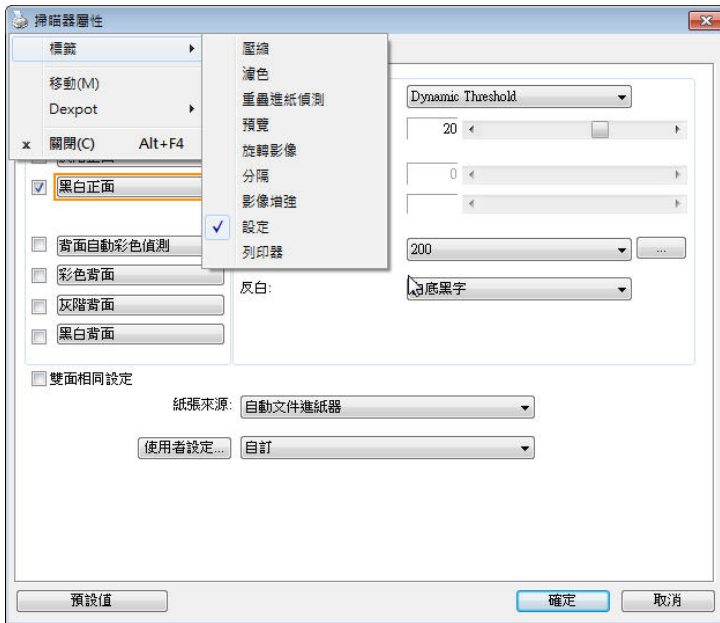 掃瞄器屬性
標籤
移動(M)
Dexpot
x 關閉(C) Alt+F4
壓縮
濾色
重疊進紙偵測
預覽
旋轉影像
分隔
影像增強
設定
列印器
Dynamic Threshold
20
0
黑白正面
背面自動彩色偵測
彩色背面
灰階背面
黑白背面
200
...
反白:
白底黑字
雙面相同設定
紙張來源: 自動文件進紙器
使用者設定... 自訂
預設值
確定
取消